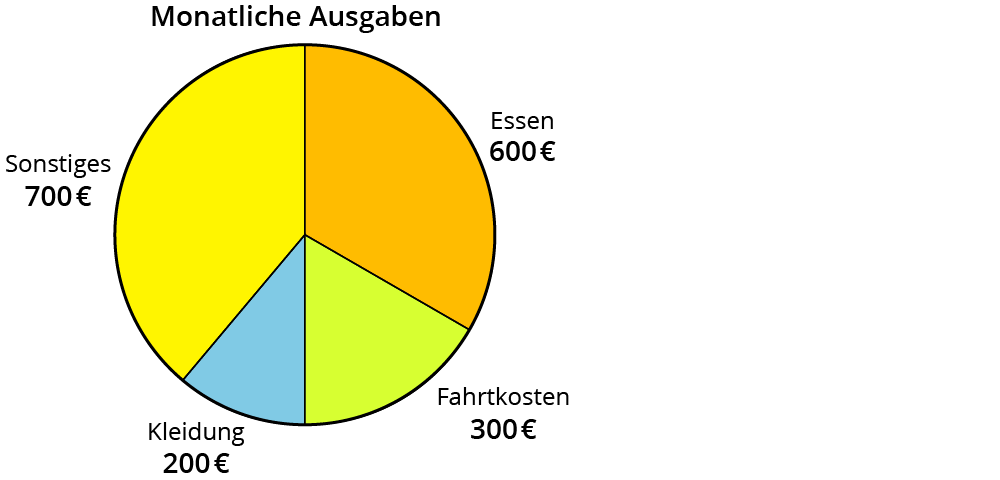 Monatliche Ausgaben
Essen
600 €
Sonstiges
700 €
Fahrtkosten
300 €
Kleidung
200 €